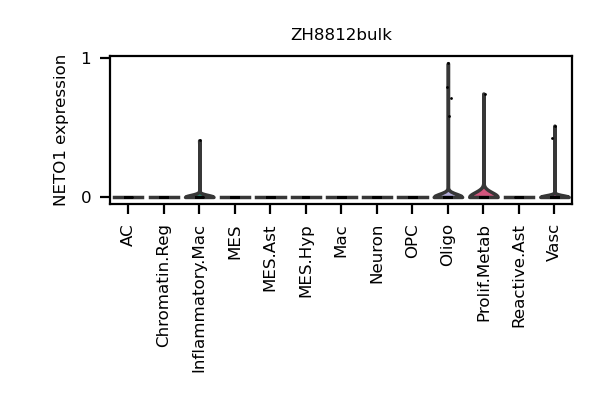 ZH8812bulk
NETO1 expression
1
0
AC
Chromatin.Reg
Inflammatory.Mac
MES
MES.Ast
MES.Hyp
Mac
Neuron
OPC
Oligo
Prolif.Metab
Reactive.Ast
Vasc